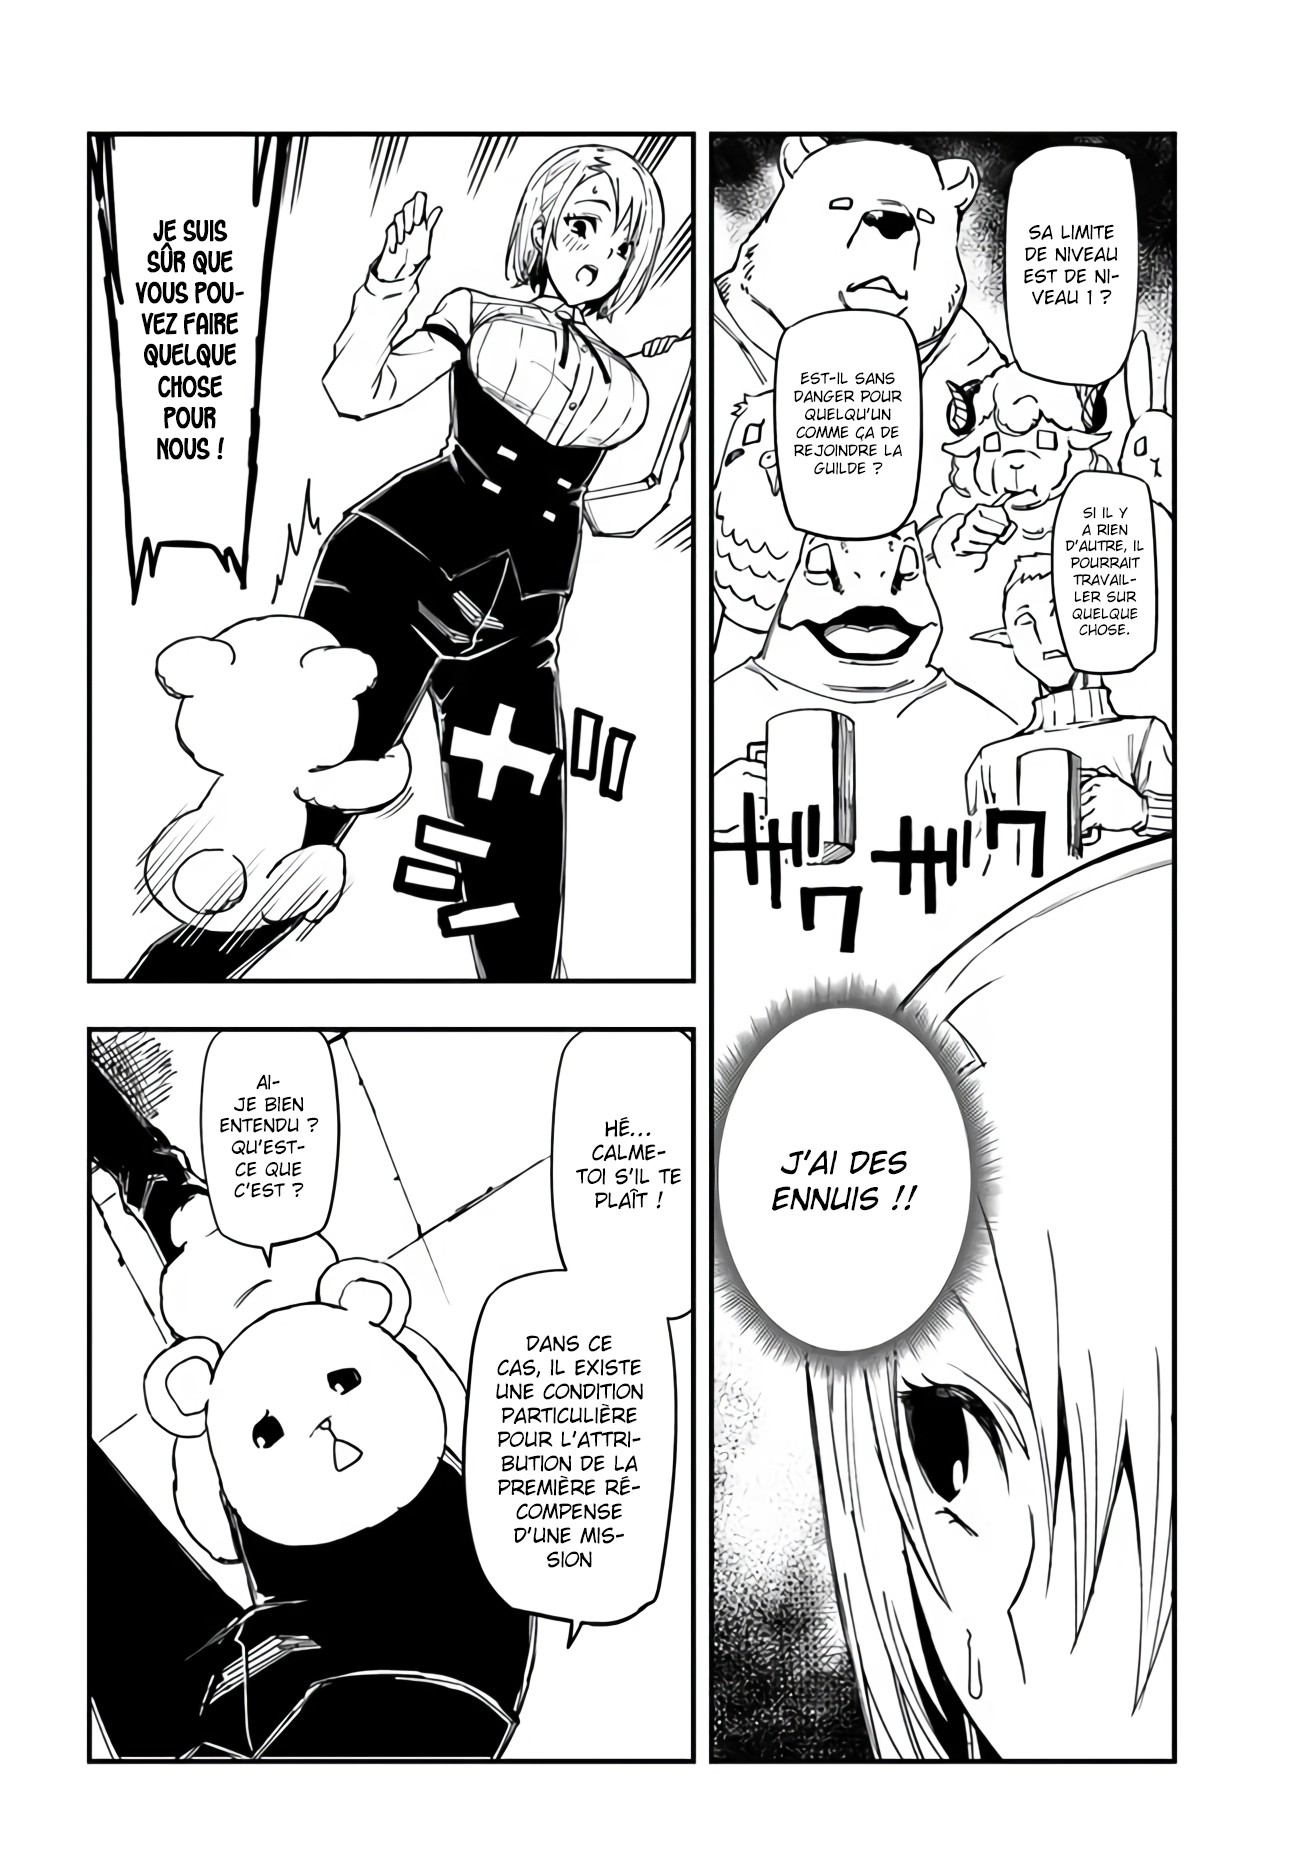 SA LIMITE
DE NIVEAU
EST DE NI-
VEAU 1 ?
EST-IL SANS
DANGER POUR
QUELQU'UN
COMME ÇA DE
REJOINDRE LA
GUILDE ?
SI IL Y
A RIEN
D'AUTRE, IL
POURRAIT
TRAVAIL-
LER SUR
QUELQUE
CHOSE.
ザワ
ザワ
J'AI DES
ENNUIS !!
JE SUIS
SÛR QUE
VOUS POU-
VEZ FAIRE
QUELQUE
CHOSE
POUR
NOUS !
HÉ...
CALME-
TOI S'IL TE
PLAÎT !
DANS CE
CAS, IL EXISTE
UNE CONDITION
PARTICULIÈRE
POUR L'ATTRI-
BUTION DE LA
PREMIÈRE RÉ-
COMPENSE
D'UNE MIS-
SION
AI-
JE BIEN
ENTENDU ?
QU'EST-
CE QUE
C'EST ?